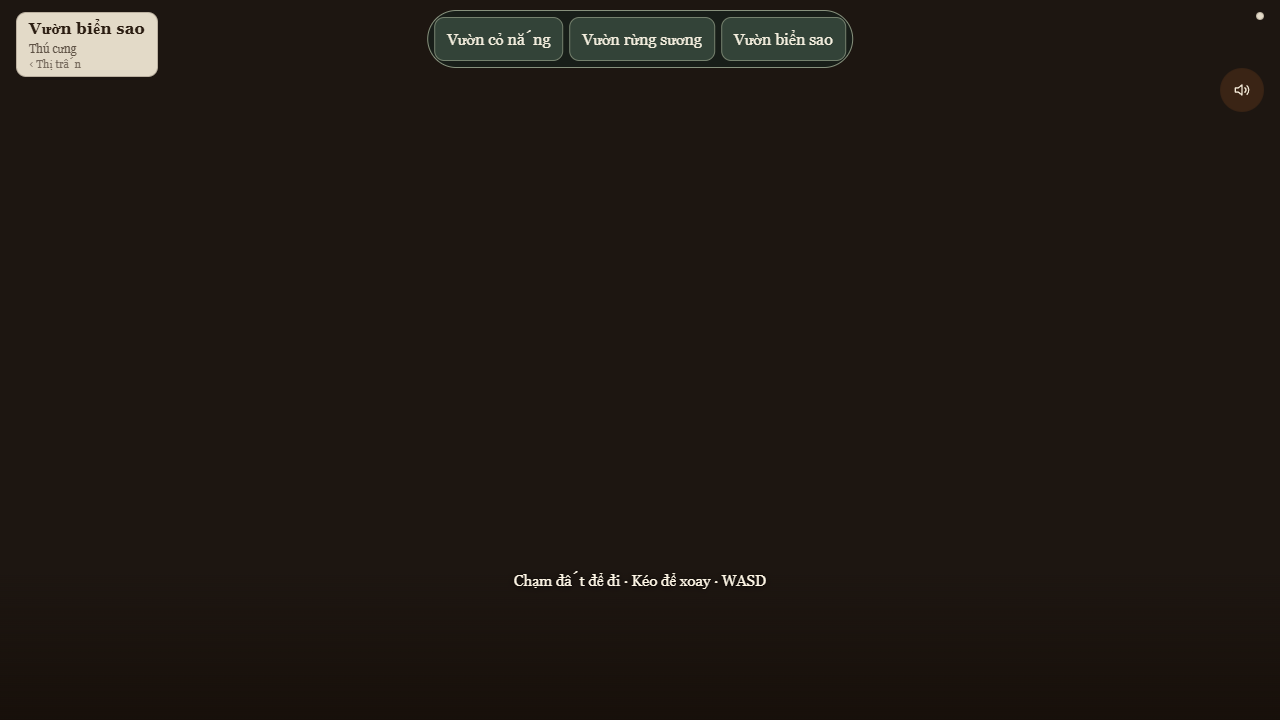 Vườn biển sao
Thú cưng
‹ Thị trấn
Vườn cỏ nắng
Vườn rừng sương
Vườn biển sao
Chạm đất để đi · Kéo để xoay · WASD